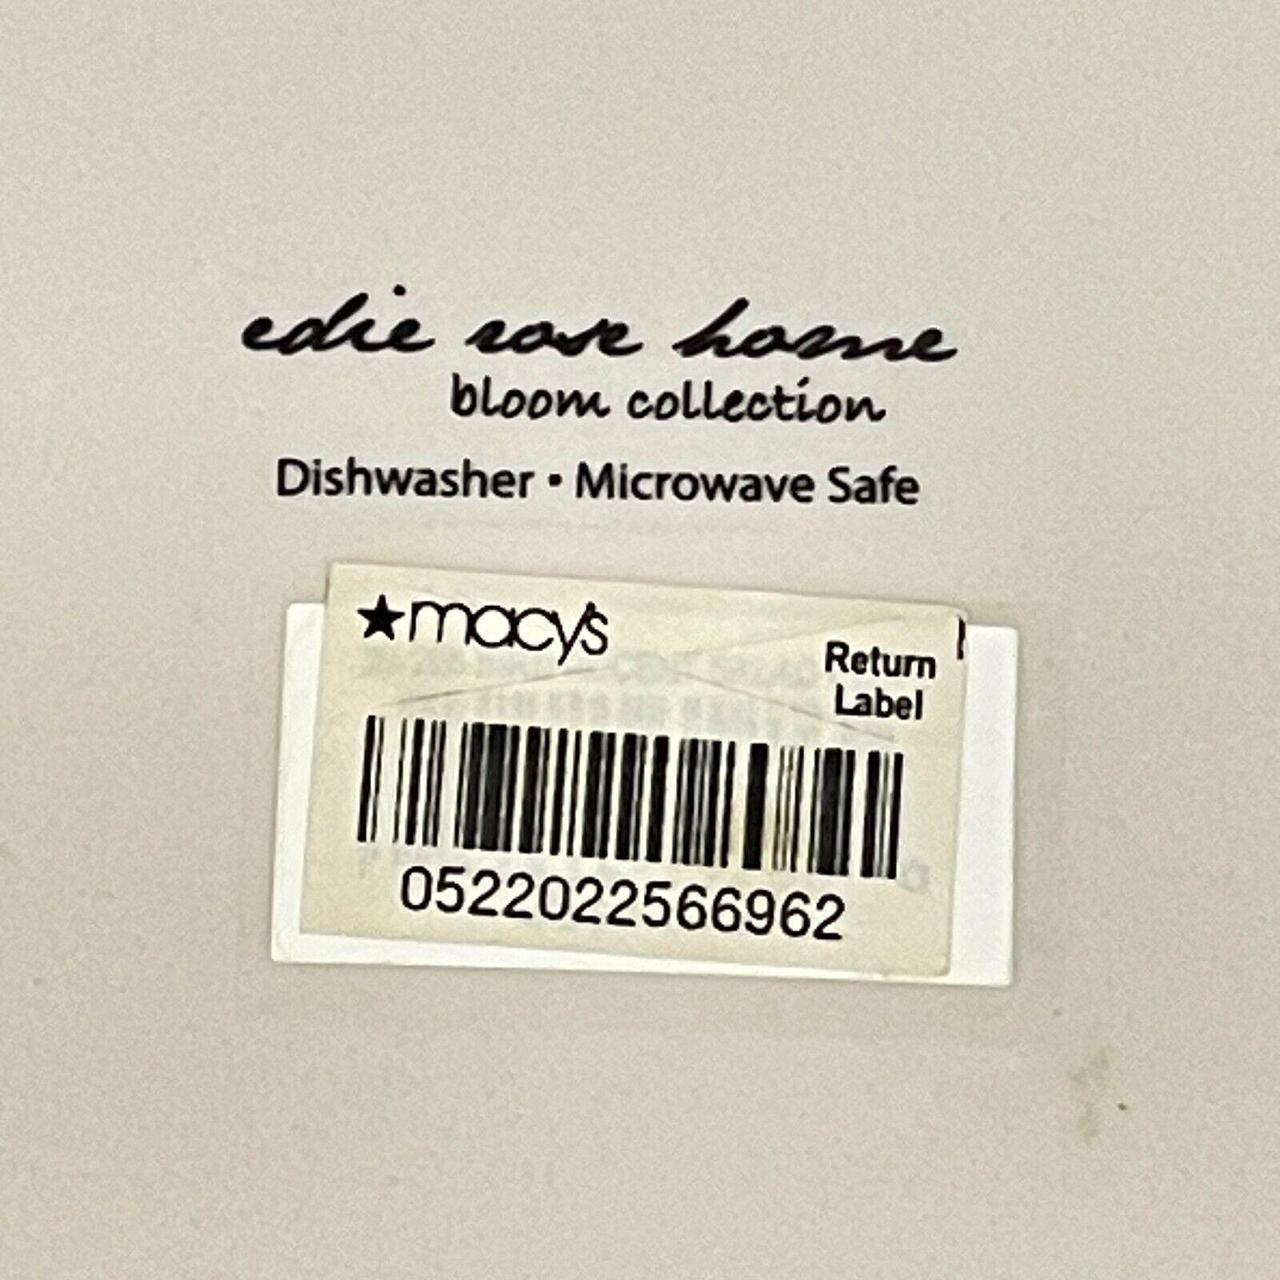 edie rose home
bloom collection
Dishwasher • Microwave Safe
★macy's
Return
Label
0522022566962